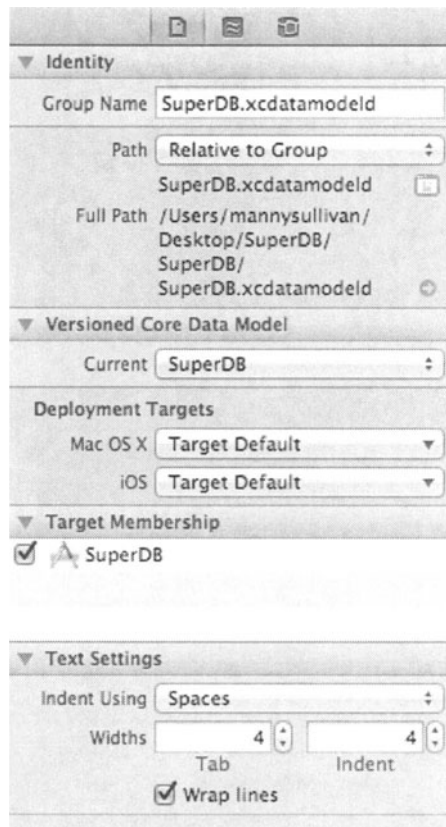 Identity
Group Name SuperDB.xcdatamodeld
Path Relative to Group
SuperDB.xcdatamodeld
Full Path /Users/mannysullivan/
Desktop/SuperDB/
SuperDB/
SuperDB.xcdatamodeld
Versioned Core Data Model
Current SuperDB
Deployment Targets
Mac OS X Target Default
iOS Target Default
Target Membership
SuperDB
Text Settings
Indent Using Spaces
Widths 4 4
Tab Indent
Wrap lines